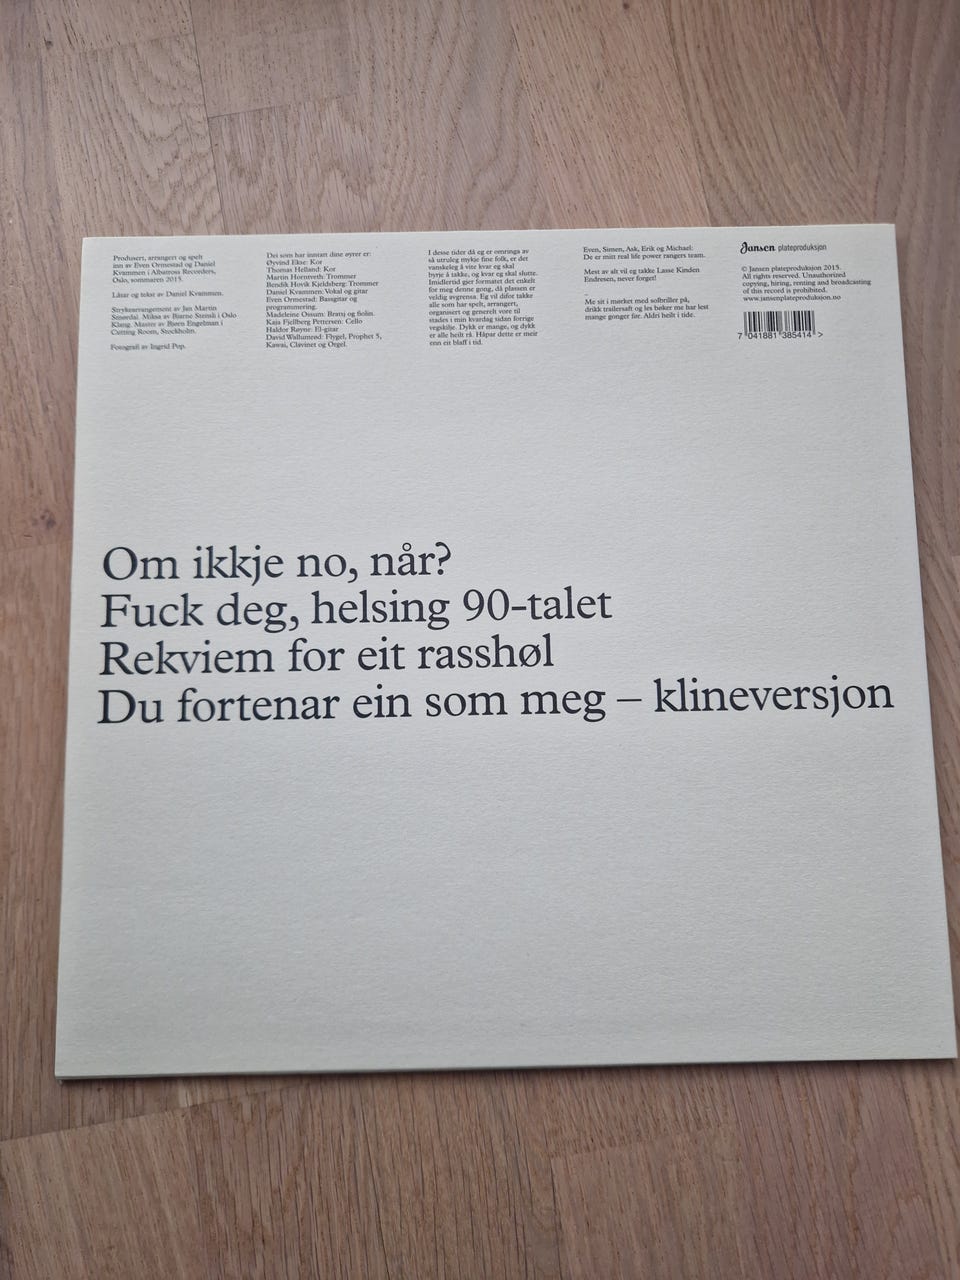 Produsert, arrangert og spelt
inn av Even Ormestad og Daniel
Kvammen i Albatross Recorders,
Oslo, sommaren 2015.
Låtar og tekst av Daniel Kvammen.
Strykearrangement av Jan Martin
Smørdal. Miksa av Bjarne Stensli i Oslo
Klang. Master av Bjørn Engelman i
Cutting Room, Stockholm.
Fotografi av Ingrid Pop.
Dei som har inntatt dine øyrer er:
Øyvind Ekse: Kor
Thomas Helland: Kor
Martin Horntveth: Trommer
Bendik Hovik Kjeldsberg: Trommer
Daniel Kvammen: Vokal og gitar
Even Ormestad: Bassgitar og
programmering.
Madeleine Ossum: Bratsj og fiolin.
Kaja Fjellberg Pettersen: Cello
Haldor Røyne: El-gitar
David Wallumrød: Flygel, Prophet 5,
Kawai, Clavinet og Orgel.
I desse tider då eg er omringa av
så utruleg mykje fine folk, er det
vanskeleg å vite kvar eg skal
byrje å takke, og kvar eg skal slutte.
Imidlertid gjer formatet det enkelt
for meg denne gong, då plassen er
veldig avgrensa. Eg vil difor takke
alle som har spelt, arrangert,
organisert og generelt vore til
stades i min kvardag sidan forrige
vegskilje. Dykk er mange, og dykk
er alle heilt rå. Håpar dette er meir
enn eit blaff i tid.
Even, Simen, Ask, Erik og Michael:
De er mitt real life power rangers team.
Mest av alt vil eg takke Lasse Kinden
Endresen, never forget!
–
Me sit i mørket med solbriller på,
drikk trailersaft og les bøker me har lest
mange gonger før. Aldri heilt i tide.
Jansen plateproduksjon
© Jansen plateproduksjon 2015.
All rights reserved. Unauthorized
copying, hiring, renting and broadcasting
of this record is prohibited.
www.jansenplateproduksjon.no
7 041881 385414 >
Om ikkje no, når?
Fuck deg, helsing 90-talet
Rekviem for eit rasshøl
Du fortenar ein som meg – klineversjon